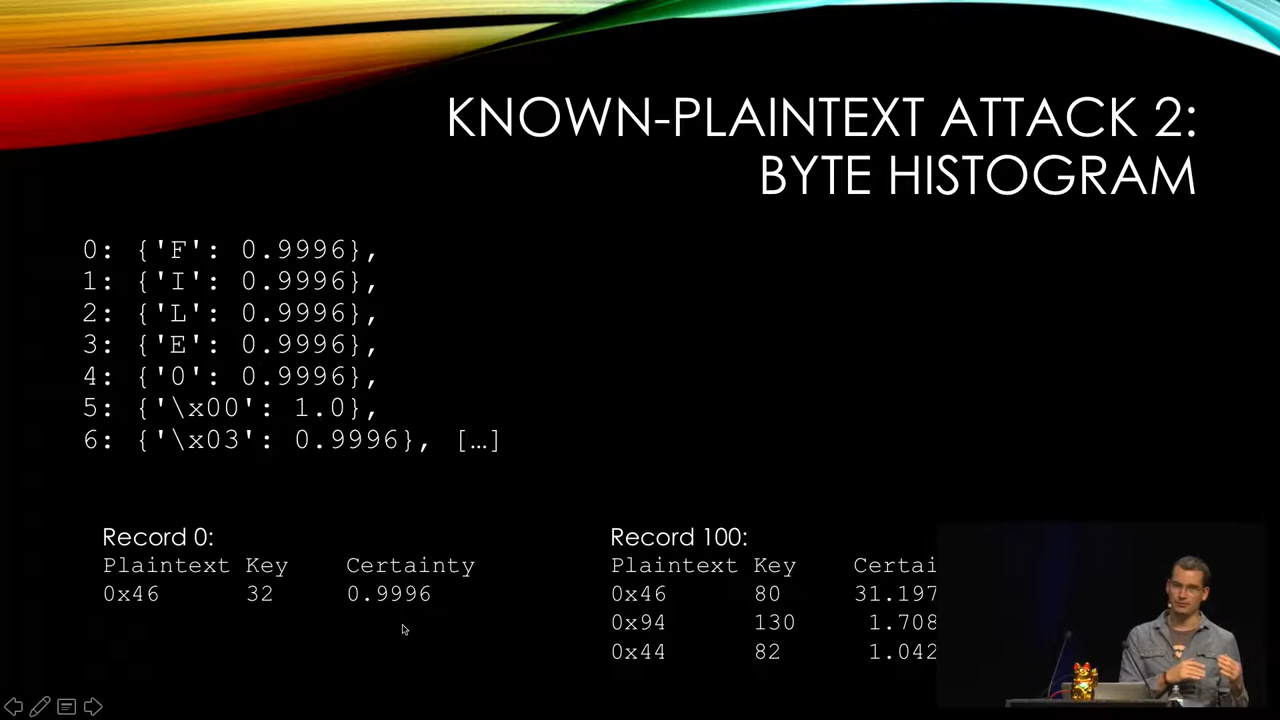 KNOWN-PLAINTEXT ATTACK 2:
BYTE HISTOGRAM
0: {'F': 0.9996},
1: {'I': 0.9996},
2: {'L': 0.9996},
3: {'E': 0.9996},
4: {'0': 0.9996},
5: {'\x00': 1.0},
6: {'\x03': 0.9996}, […]
Record 0:
Plaintext Key Certainty
0x46 32 0.9996
Record 100:
Plaintext Key Certai
0x46 80 31.197
0x94 130 1.708
0x44 82 1.042